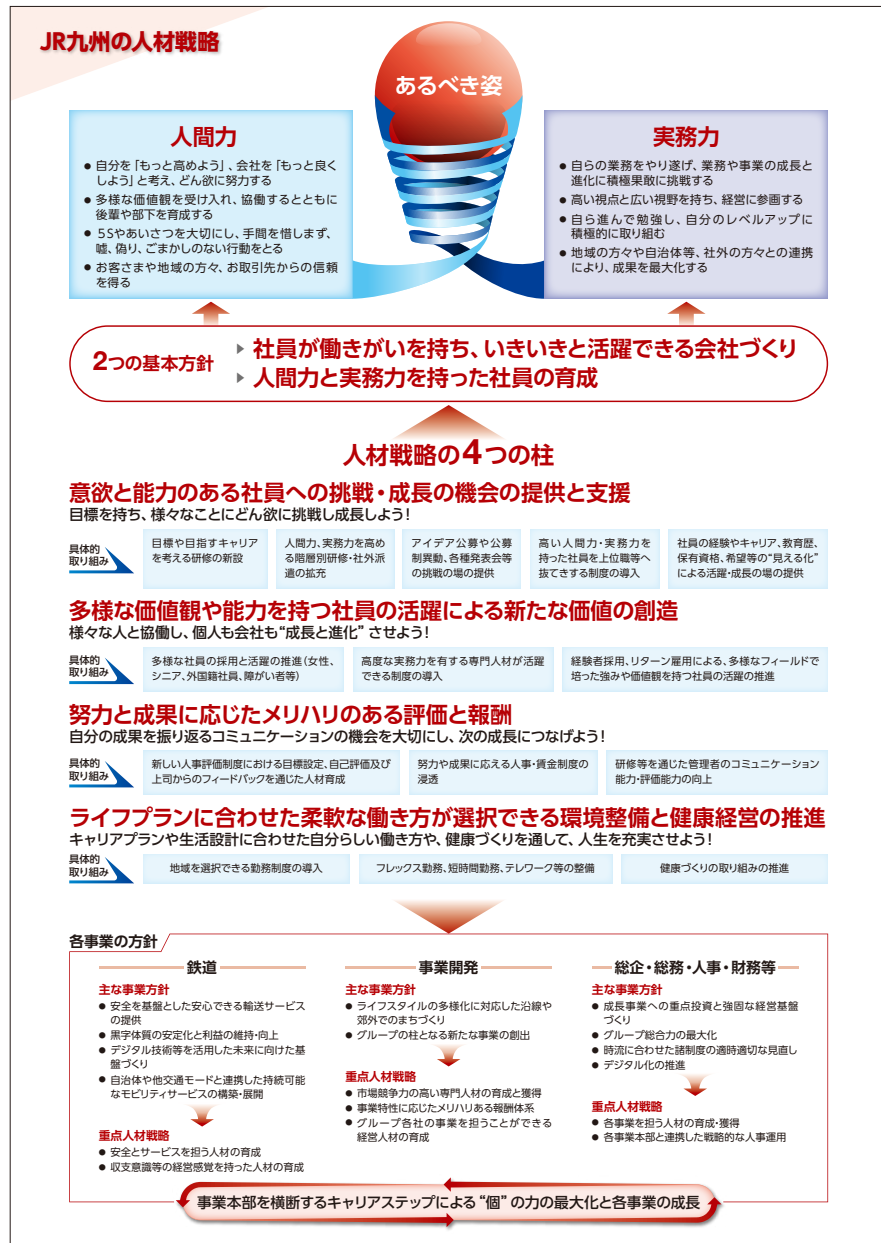 JR九州の人材戦略
あるべき姿
人間力
● 自分を「もっと高めよう」、会社を「もっと良く
しよう」と考え、どん欲に努力する
● 多様な価値観を受け入れ、協働するとともに
後輩や部下を育成する
● 5Sやあいさつを大切にし、手間を惜しまず、
嘘、偽り、ごまかしのない行動をとる
● お客さまや地域の方々、お取引先からの信頼
を得る
実務力
● 自らの業務をやり遂げ、業務や事業の成長と
進化に積極果敢に挑戦する
● 高い視点と広い視野を持ち、経営に参画する
● 自ら進んで勉強し、自分のレベルアップに
積極的に取り組む
● 地域の方々や自治体等、社外の方々との連携
により、成果を最大化する
2つの基本方針
社員が働きがいを持ち、いきいきと活躍できる会社づくり
人間力と実務力を持った社員の育成
人材戦略の4つの柱
意欲と能力のある社員への挑戦・成長の機会の提供と支援
目標を持ち、様々なことにどん欲に挑戦し成長しよう!
具体的
取り組み
目標や目指すキャリア
を考える研修の新設
人間力、実務力を高め
る階層別研修・社外派
遣の拡充
アイデア公募や公募
制異動、各種発表会等
の挑戦の場の提供
高い人間力・実務力を
持った社員を上位職等へ
抜てきする制度の導入
社員の経験やキャリア、教育歴、
保有資格、希望等の“見える化”
による活躍・成長の場の提供
多様な価値観や能力を持つ社員の活躍による新たな価値の創造
様々な人と協働し、個人も会社も“成長と進化” させよう!
具体的
取り組み
多様な社員の採用と活躍の推進(女性、
シニア、外国籍社員、障がい者等)
高度な実務力を有する専門人材が活躍
できる制度の導入
経験者採用、リターン雇用による、多様なフィールドで
培った強みや価値観を持つ社員の活躍の推進
努力と成果に応じたメリハリのある評価と報酬
自分の成果を振り返るコミュニケーションの機会を大切にし、次の成長につなげよう!
具体的
取り組み
新しい人事評価制度における目標設定、自己評価及び
上司からのフィードバックを通じた人材育成
努力や成果に応える人事・賃金制度の
浸透
研修等を通じた管理者のコミュニケーション
能力・評価能力の向上
ライフプランに合わせた柔軟な働き方が選択できる環境整備と健康経営の推進
キャリアプランや生活設計に合わせた自分らしい働き方や、健康づくりを通して、人生を充実させよう!
具体的
取り組み
地域を選択できる勤務制度の導入
フレックス勤務、短時間勤務、テレワーク等の整備
健康づくりの取り組みの推進
各事業の方針
鉄道
主な事業方針
● 安全を基盤とした安心できる輸送サービス
の提供
● 黒字体質の安定化と利益の維持・向上
● デジタル技術等を活用した未来に向けた基
盤づくり
● 自治体や他交通モードと連携した持続可能
なモビリティサービスの構築・展開
重点人材戦略
● 安全とサービスを担う人材の育成
● 収支意識等の経営感覚を持った人材の育成
事業開発
主な事業方針
● ライフスタイルの多様化に対応した沿線や
郊外でのまちづくり
● グループの柱となる新たな事業の創出
重点人材戦略
● 市場競争力の高い専門人材の育成と獲得
● 事業特性に応じたメリハリある報酬体系
● グループ各社の事業を担うことができる
経営人材の育成
総企・総務・人事・財務等
主な事業方針
● 成長事業への重点投資と強固な経営基盤
づくり
● グループ総合力の最大化
● 時流に合わせた諸制度の適時適切な見直し
● デジタル化の推進
重点人材戦略
● 各事業を担う人材の育成・獲得
● 各事業本部と連携した戦略的な人事運用
事業本部を横断するキャリアステップによる “個” の力の最大化と各事業の成長